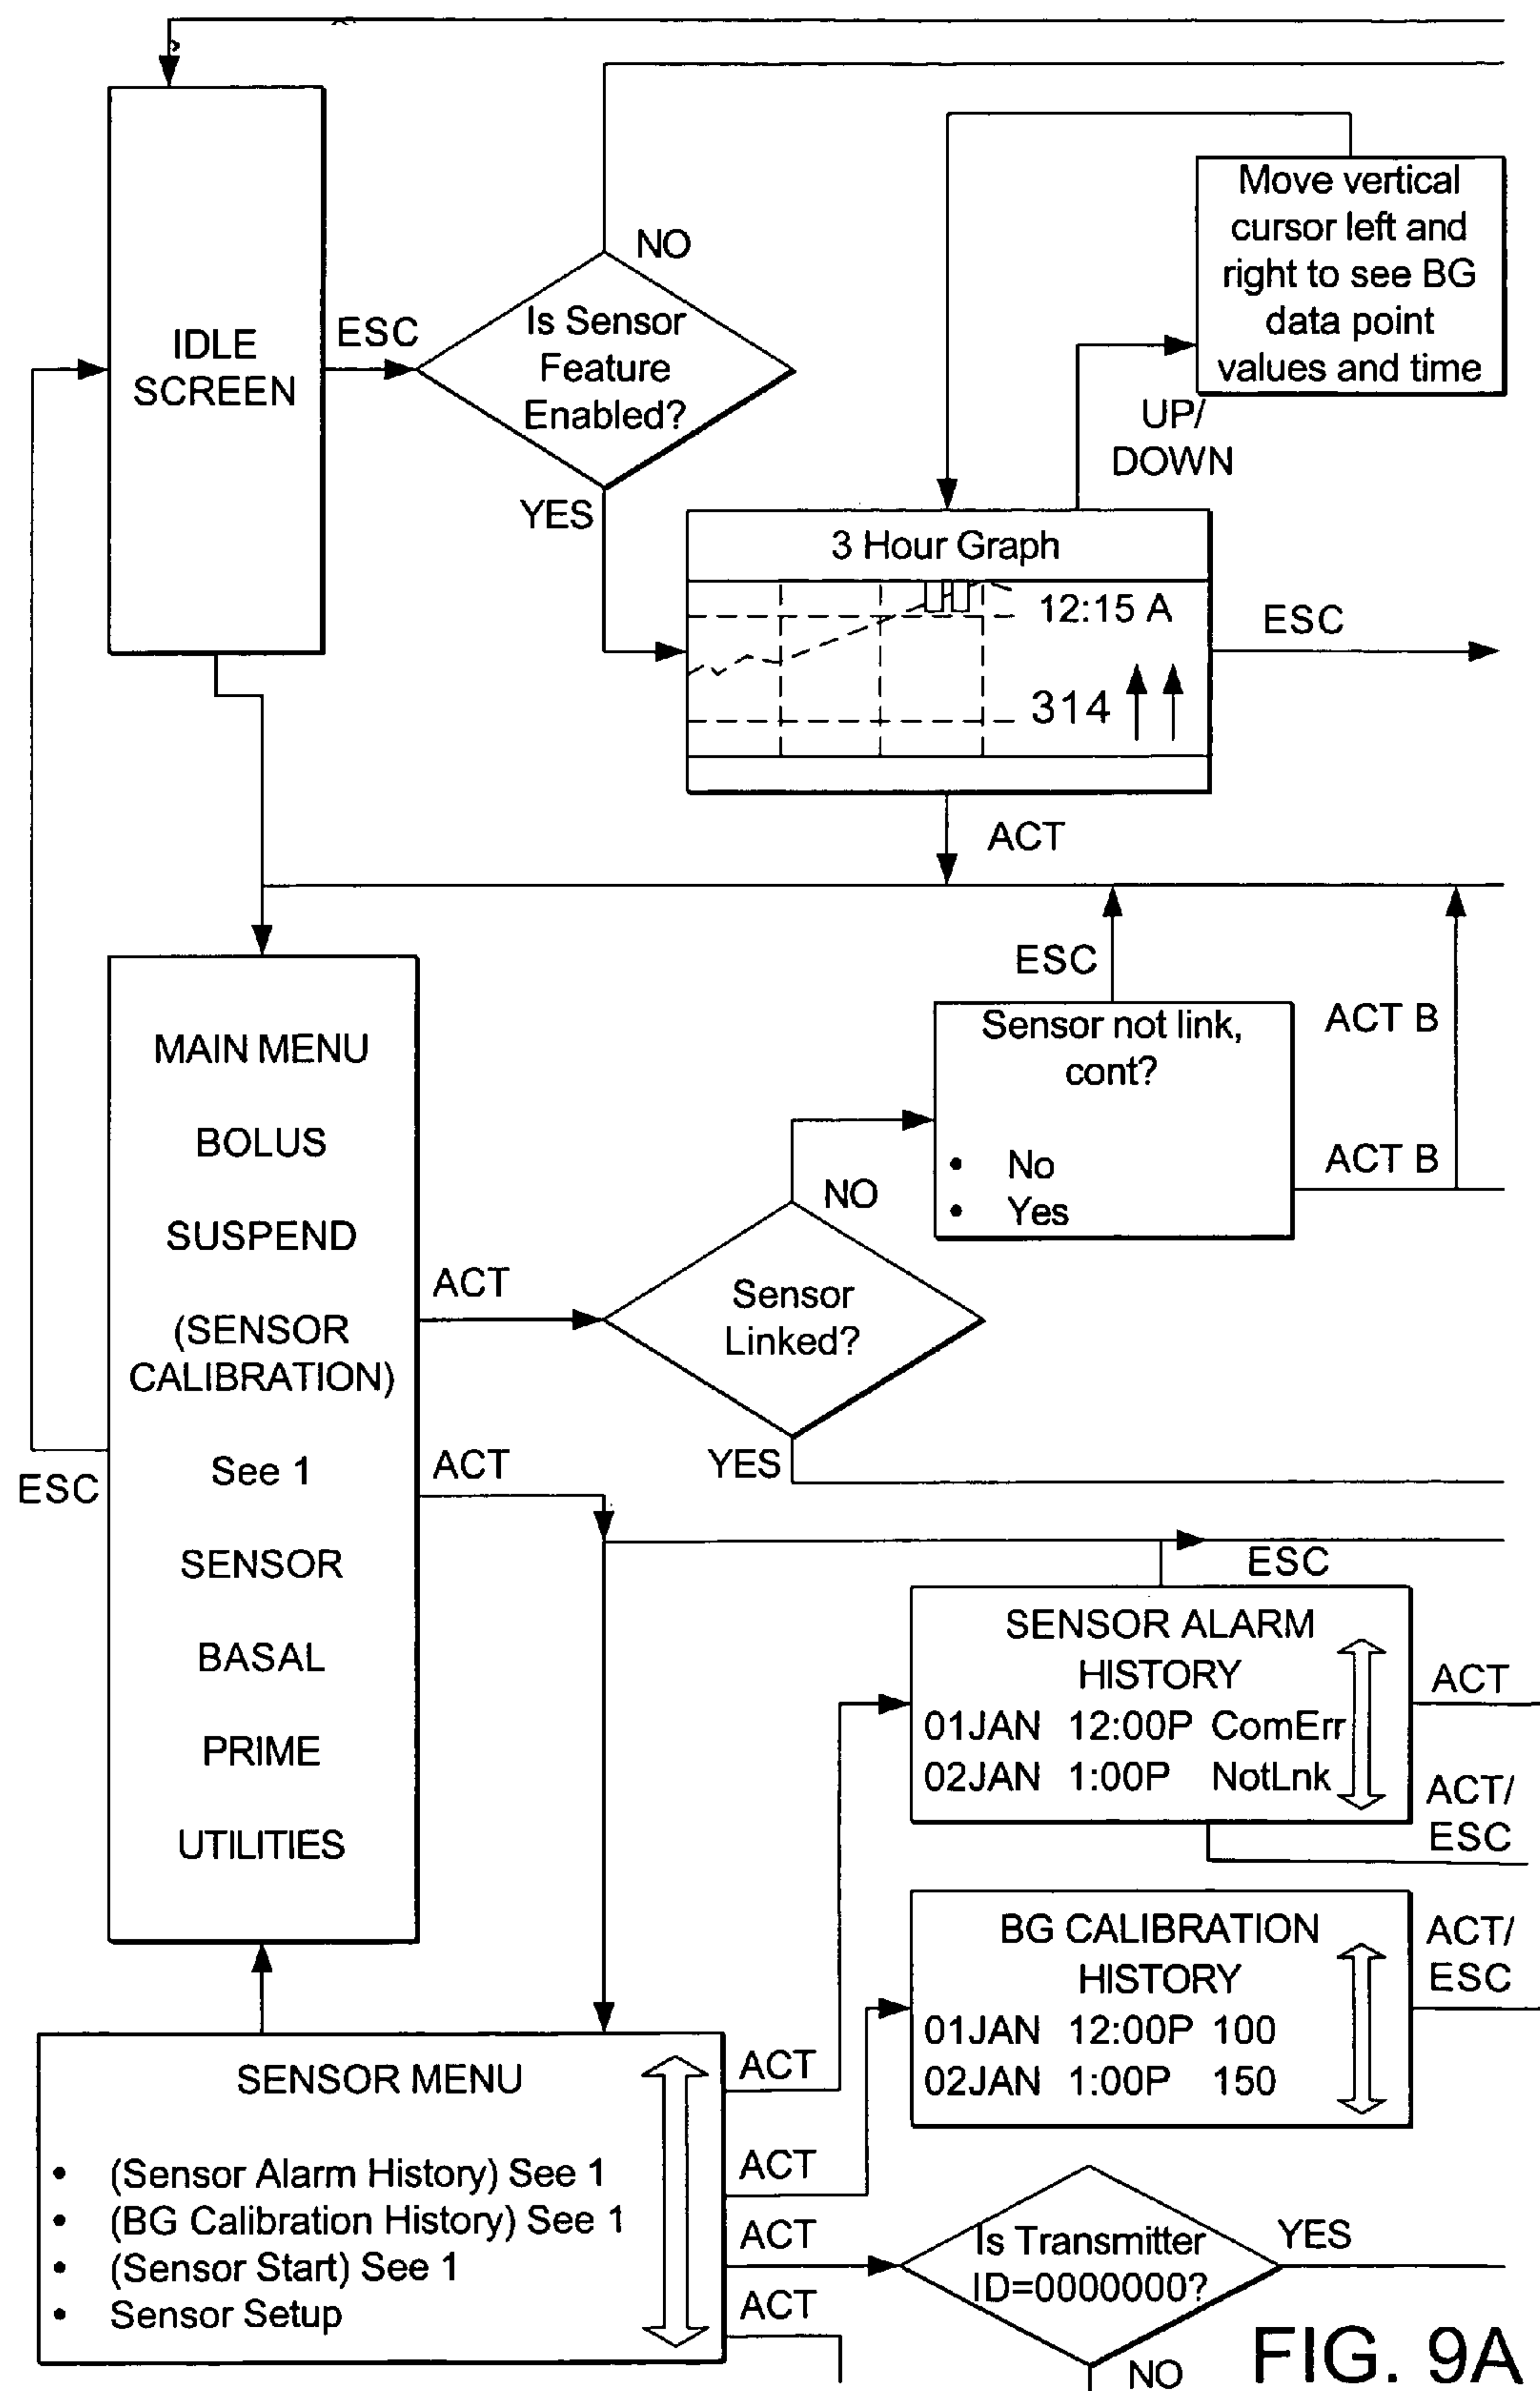 NO
Move vertical
cursor left and
right to see BG
data point
values and time
IDLE
SCREEN
ESC
Is Sensor
Feature
Enabled?
UP/
DOWN
YES
3 Hour Graph
12:15 A
314
ESC
ACT
ESC
MAIN MENU
BOLUS
SUSPEND
(SENSOR
CALIBRATION)
See 1
SENSOR
BASAL
PRIME
UTILITIES
Sensor not link,
cont?
• No
• Yes
ACT B
ACT B
NO
ACT
Sensor
Linked?
YES
ACT
ESC
ESC
SENSOR ALARM
HISTORY
01JAN 12:00P ComErr
02JAN 1:00P NotLnk
ACT
ACT/
ESC
BG CALIBRATION
HISTORY
01JAN 12:00P 100
02JAN 1:00P 150
ACT/
ESC
SENSOR MENU
• (Sensor Alarm History) See 1
• (BG Calibration History) See 1
• (Sensor Start) See 1
• Sensor Setup
ACT
ACT
ACT
ACT
Is Transmitter
ID=0000000?
YES
NO
FIG. 9A